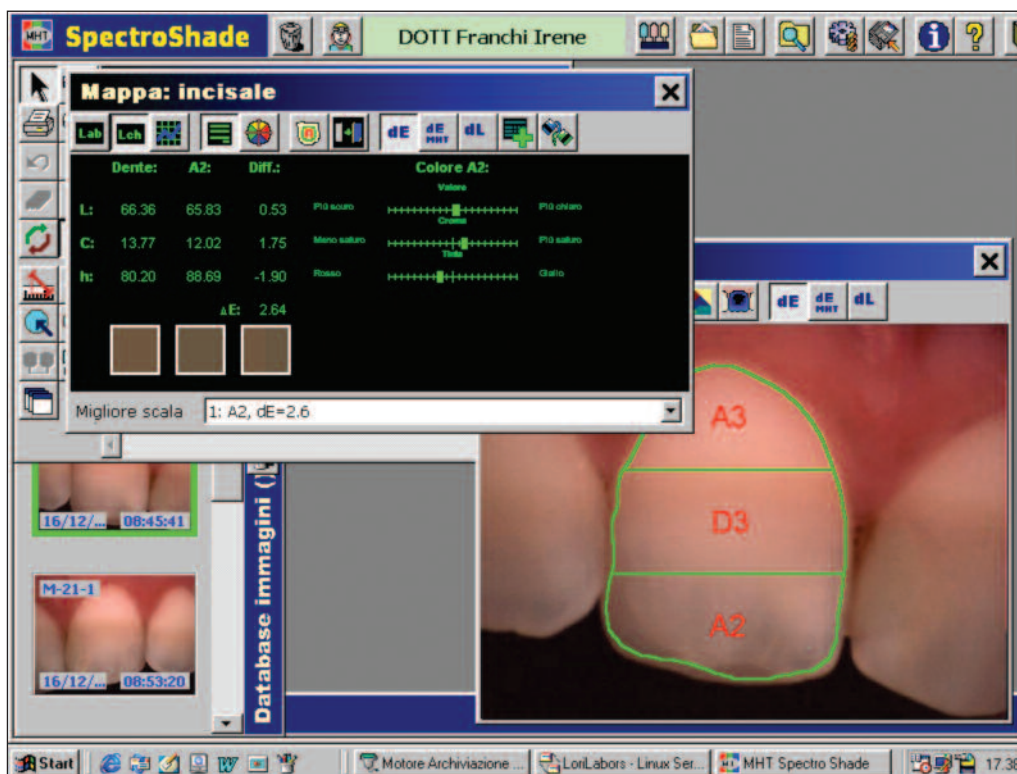 MHT SpectroShade DOTT Franchi Irene
Mappa: incisale
Lab Lch dE dE MHT dL
Dente: A2: Diff.: Colore A2:
Valore
L: 66.36 65.83 0.53 Più scuro Più chiaro
Croma
C: 13.77 12.02 1.75 Meno saturo Più saturo
Tinta
h: 80.20 88.69 -1.90 Rosso Giallo
ΔE: 2.64
Migliore scala 1: A2, dE=2.6
dE dE MHT dL
A3
D3
A2
16/12/... 08:45:41
M-21-1
16/12/... 08:53:20
Database immagini ()
Start Motore Archiviazione ... LoriLabors - Linux Ser... MHT Spectro Shade 17.38